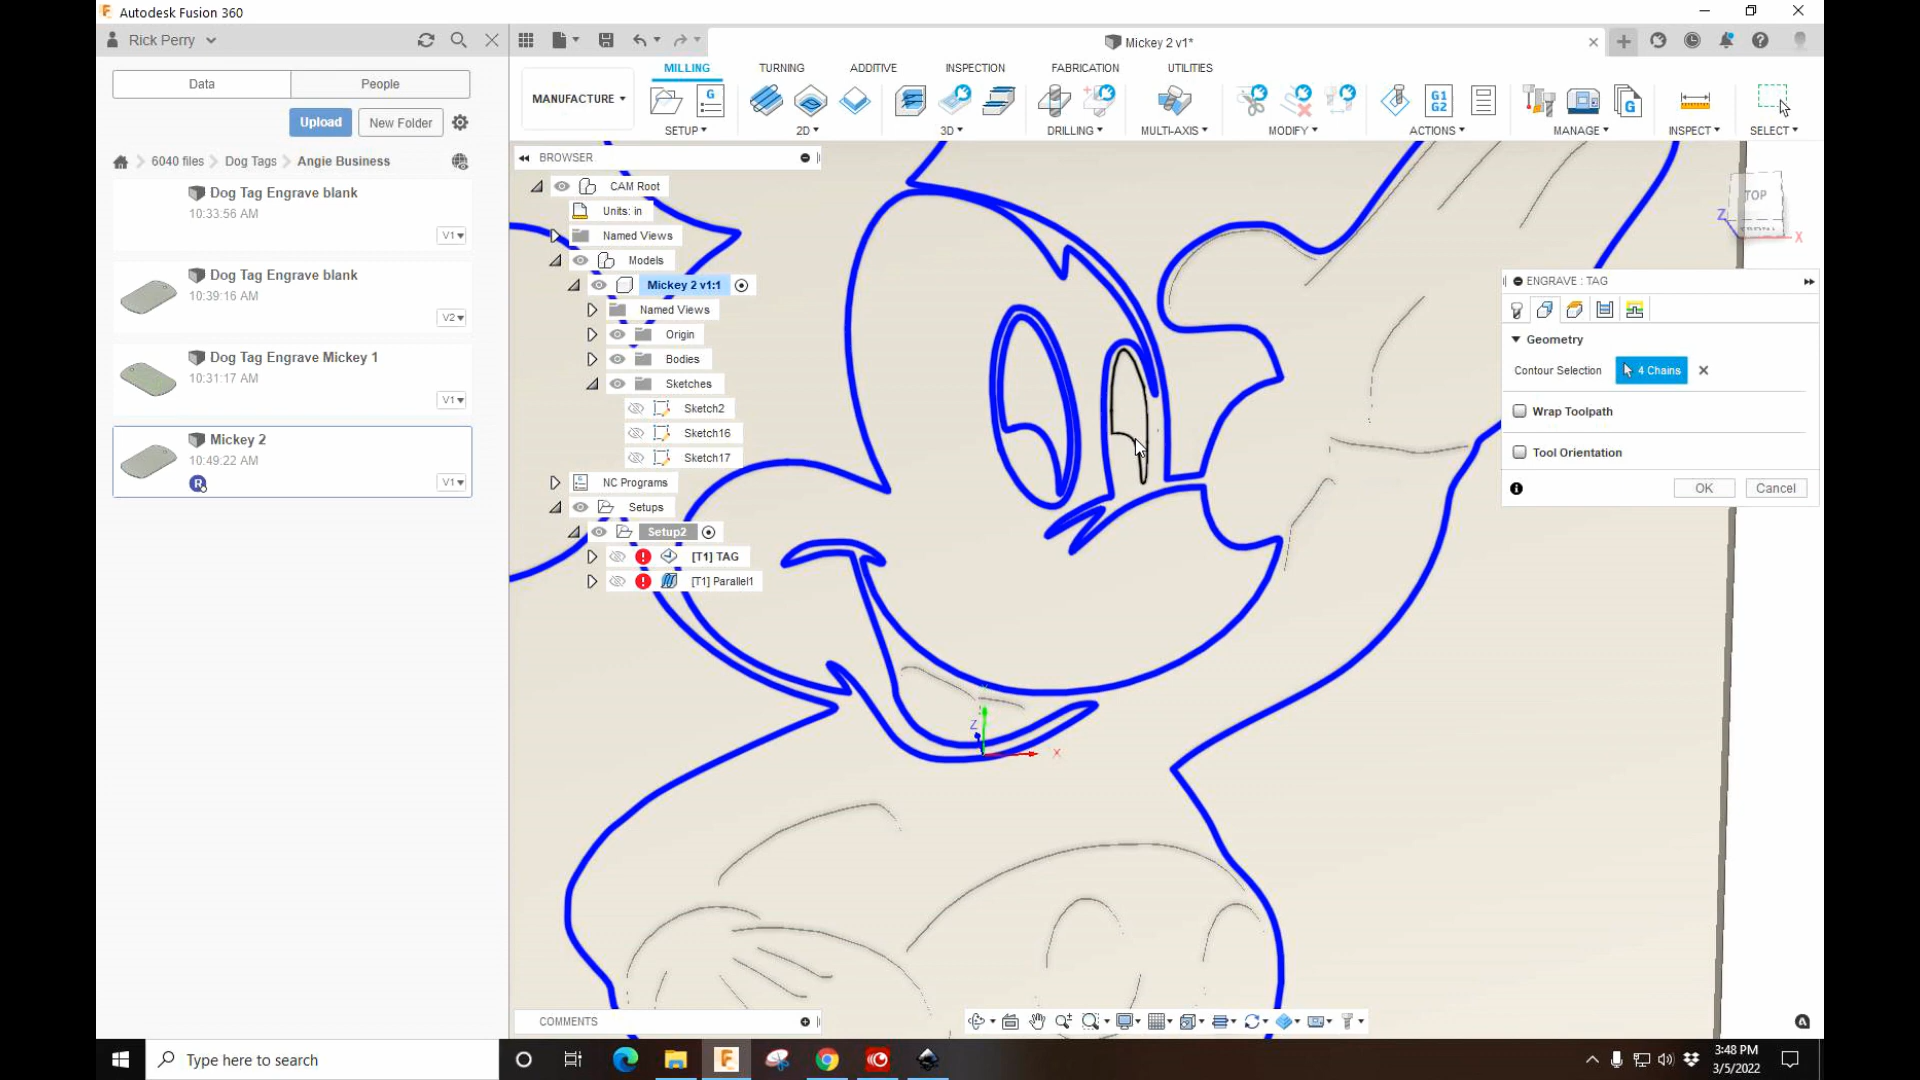 Autodesk Fusion 360
Rick Perry
Mickey 2 v1*
Data
People
MILLING
TURNING
ADDITIVE
INSPECTION
FABRICATION
UTILITIES
MANUFACTURE
SETUP
2D
3D
DRILLING
MULTI-AXIS
MODIFY
ACTIONS
MANAGE
INSPECT
SELECT
G
G1
G2
G
Upload
New Folder
6040 files
Dog Tags
Angie Business
Dog Tag Engrave blank
10:33.56 AM
V1
Dog Tag Engrave blank
10:39:16 AM
V2
Dog Tag Engrave Mickey 1
10:31:17 AM
V1
Mickey 2
10:49:22 AM
R
V1
BROWSER
CAM Root
Units: in
Named Views
Models
Mickey 2 v1:1
Named Views
Origin
Bodies
Sketches
Sketch2
Sketch16
Sketch17
NC Programs
Setups
Setup2
[T1] TAG
[T1] Parallel1
TOP
Z
X
Z
X
ENGRAVE : TAG
Geometry
Contour Selection
4 Chains
Wrap Toolpath
Tool Orientation
OK
Cancel
COMMENTS
Type here to search
3:48 PM
3/5/2022